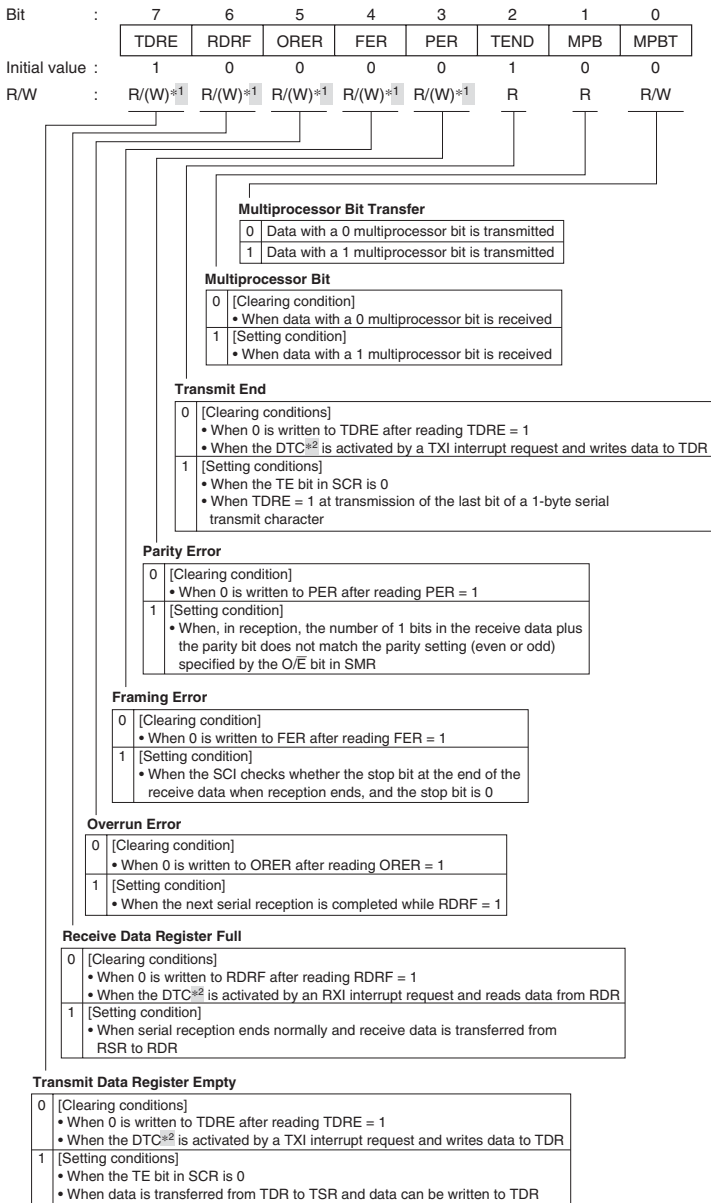 Bit : 7 6 5 4 3 2 1 0
TDRE RDRF ORER FER PER TEND MPB MPBT
Initial value : 1 0 0 0 0 1 0 0
R/W : R/(W)*1 R/(W)*1 R/(W)*1 R/(W)*1 R/(W)*1 R R R/W
Multiprocessor Bit Transfer
0 Data with a 0 multiprocessor bit is transmitted
1 Data with a 1 multiprocessor bit is transmitted
Multiprocessor Bit
0 [Clearing condition]
• When data with a 0 multiprocessor bit is received
1 [Setting condition]
• When data with a 1 multiprocessor bit is received
Transmit End
0 [Clearing conditions]
• When 0 is written to TDRE after reading TDRE = 1
• When the DTC*2 is activated by a TXI interrupt request and writes data to TDR
1 [Setting conditions]
• When the TE bit in SCR is 0
• When TDRE = 1 at transmission of the last bit of a 1-byte serial
transmit character
Parity Error
0 [Clearing condition]
• When 0 is written to PER after reading PER = 1
1 [Setting condition]
• When, in reception, the number of 1 bits in the receive data plus
the parity bit does not match the parity setting (even or odd)
specified by the O/E̅ bit in SMR
Framing Error
0 [Clearing condition]
• When 0 is written to FER after reading FER = 1
1 [Setting condition]
• When the SCI checks whether the stop bit at the end of the
receive data when reception ends, and the stop bit is 0
Overrun Error
0 [Clearing condition]
• When 0 is written to ORER after reading ORER = 1
1 [Setting condition]
• When the next serial reception is completed while RDRF = 1
Receive Data Register Full
0 [Clearing conditions]
• When 0 is written to RDRF after reading RDRF = 1
• When the DTC*2 is activated by an RXI interrupt request and reads data from RDR
1 [Setting condition]
• When serial reception ends normally and receive data is transferred from
RSR to RDR
Transmit Data Register Empty
0 [Clearing conditions]
• When 0 is written to TDRE after reading TDRE = 1
• When the DTC*2 is activated by a TXI interrupt request and writes data to TDR
1 [Setting conditions]
• When the TE bit in SCR is 0
• When data is transferred from TDR to TSR and data can be written to TDR